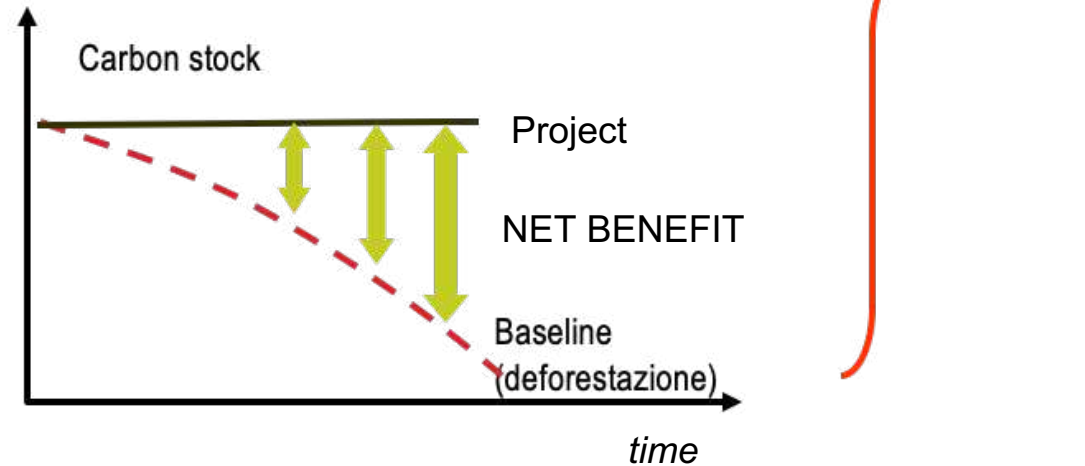 Carbon stock
Project
NET BENEFIT
Baseline
(deforestazione)
time